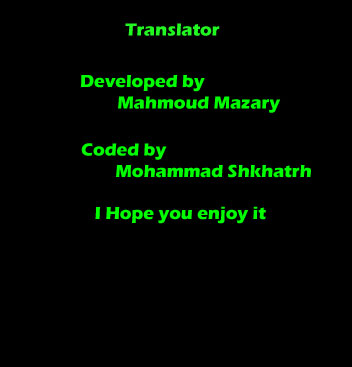 Translator
Developed by
Mahmoud Mazary
Coded by
Mohammad Shkhatrh
I Hope you enjoy it